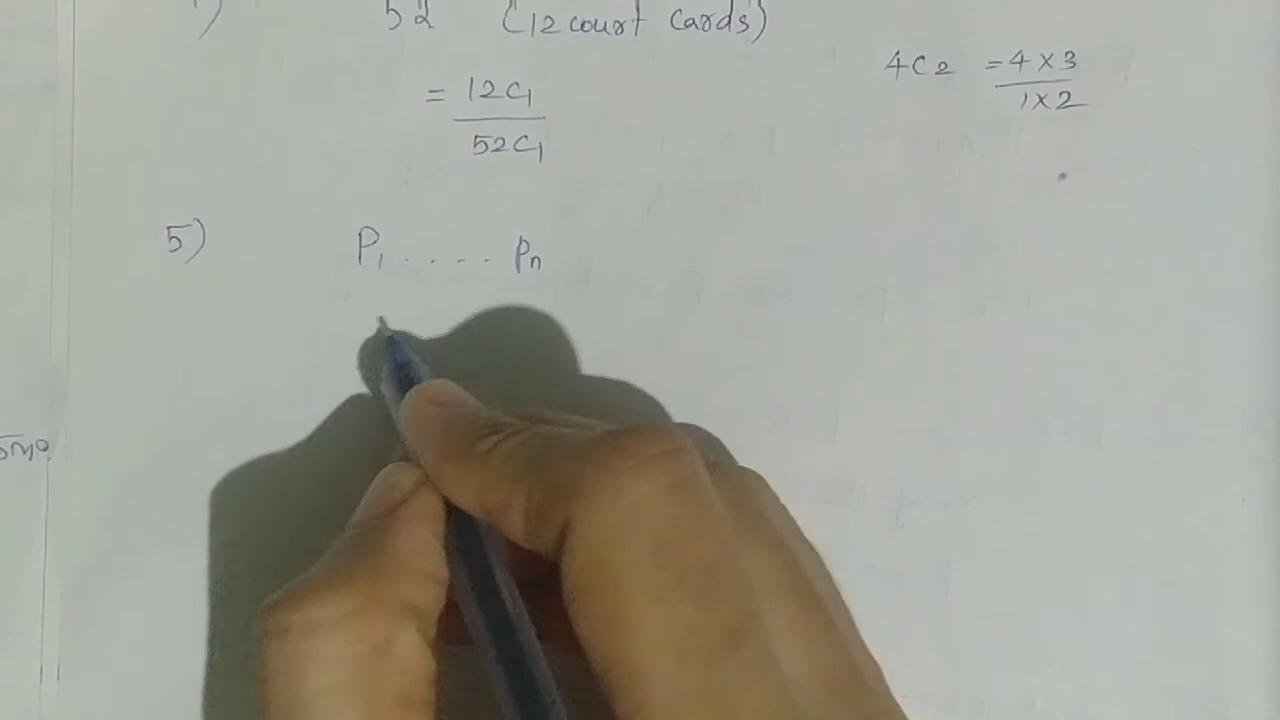 52 (12 court cards)
= 12C1
52C1
4C2 = 4 x 3
1 x 2
5) P1 ..... Pn